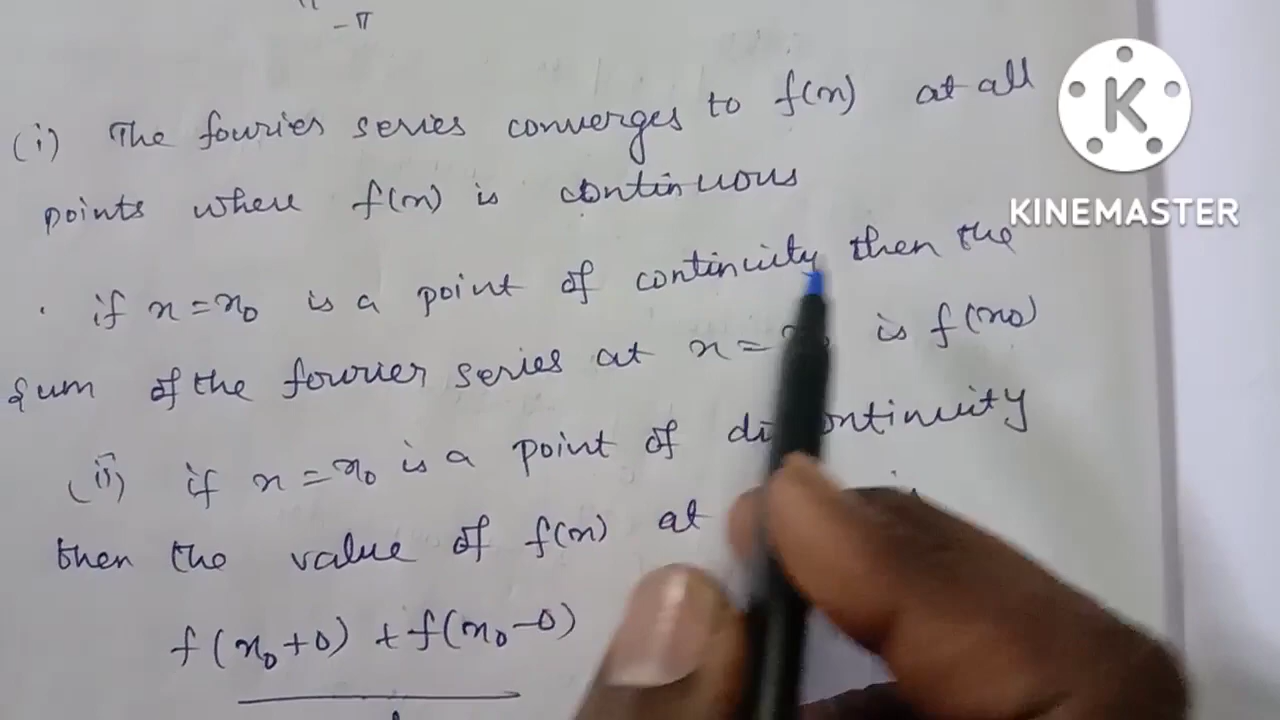 -π
(i) The fourier series converges to f(x) at all
points where f(x) is continuous
. if x = x₀ is a point of continuity then the
Sum of the fourier series at x = is f(x₀)
(ii) if x = x₀ is a point of discontinuity
then the value of f(x) at
f(x₀+0) + f(x₀-0)
K
KINEMASTER